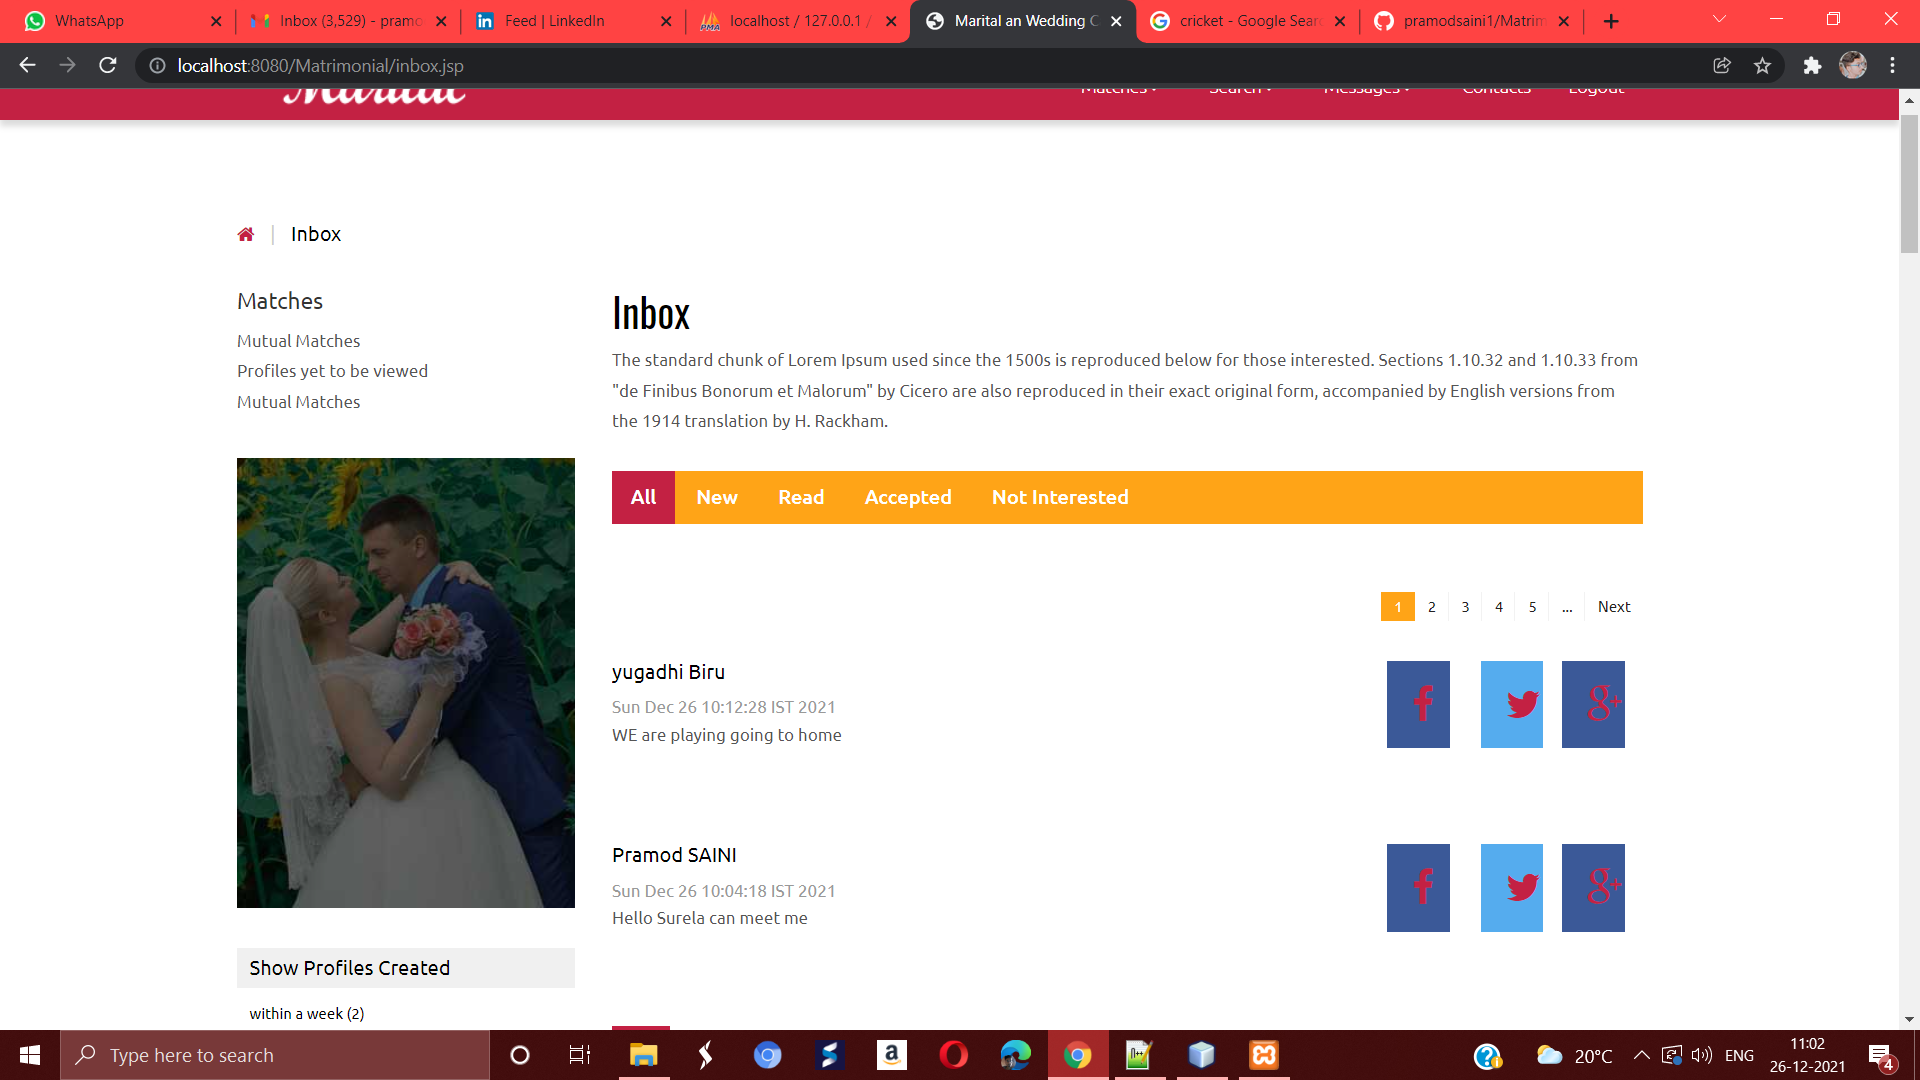 WhatsApp
Inbox (3,529) - pramo
Feed | LinkedIn
localhost / 127.0.0.1 /
Marital an Wedding C
cricket - Google Sear
pramodsaini1/Matrim
localhost:8080/Matrimonial/inbox.jsp
Marital
Matches
Search
Messages
Contacts
Logout
Inbox
Matches
Mutual Matches
Profiles yet to be viewed
Mutual Matches
Inbox
The standard chunk of Lorem Ipsum used since the 1500s is reproduced below for those interested. Sections 1.10.32 and 1.10.33 from
"de Finibus Bonorum et Malorum" by Cicero are also reproduced in their exact original form, accompanied by English versions from
the 1914 translation by H. Rackham.
All New Read Accepted Not Interested
1 2 3 4 5 ... Next
yugadhi Biru
Sun Dec 26 10:12:28 IST 2021
WE are playing going to home
Pramod SAINI
Sun Dec 26 10:04:18 IST 2021
Hello Surela can meet me
Show Profiles Created
within a week (2)
Type here to search
20°C
ENG
11:02
26-12-2021
4